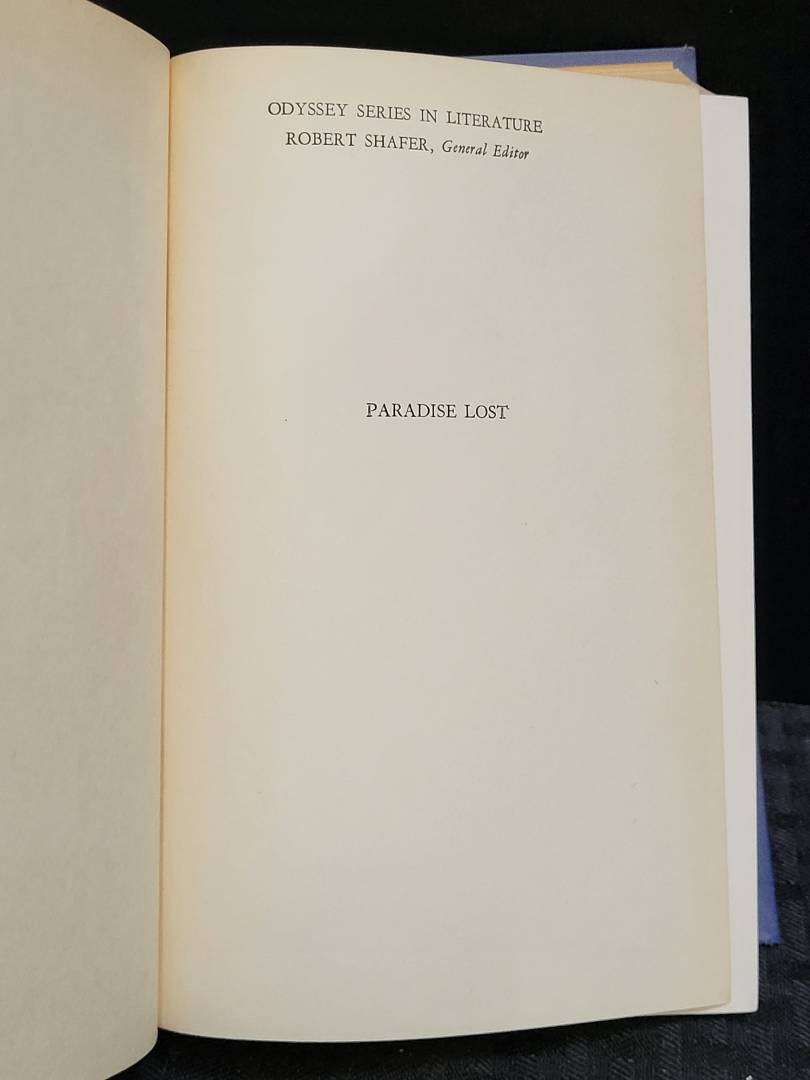 ODYSSEY SERIES IN LITERATURE
ROBERT SHAFER, General Editor
PARADISE LOST